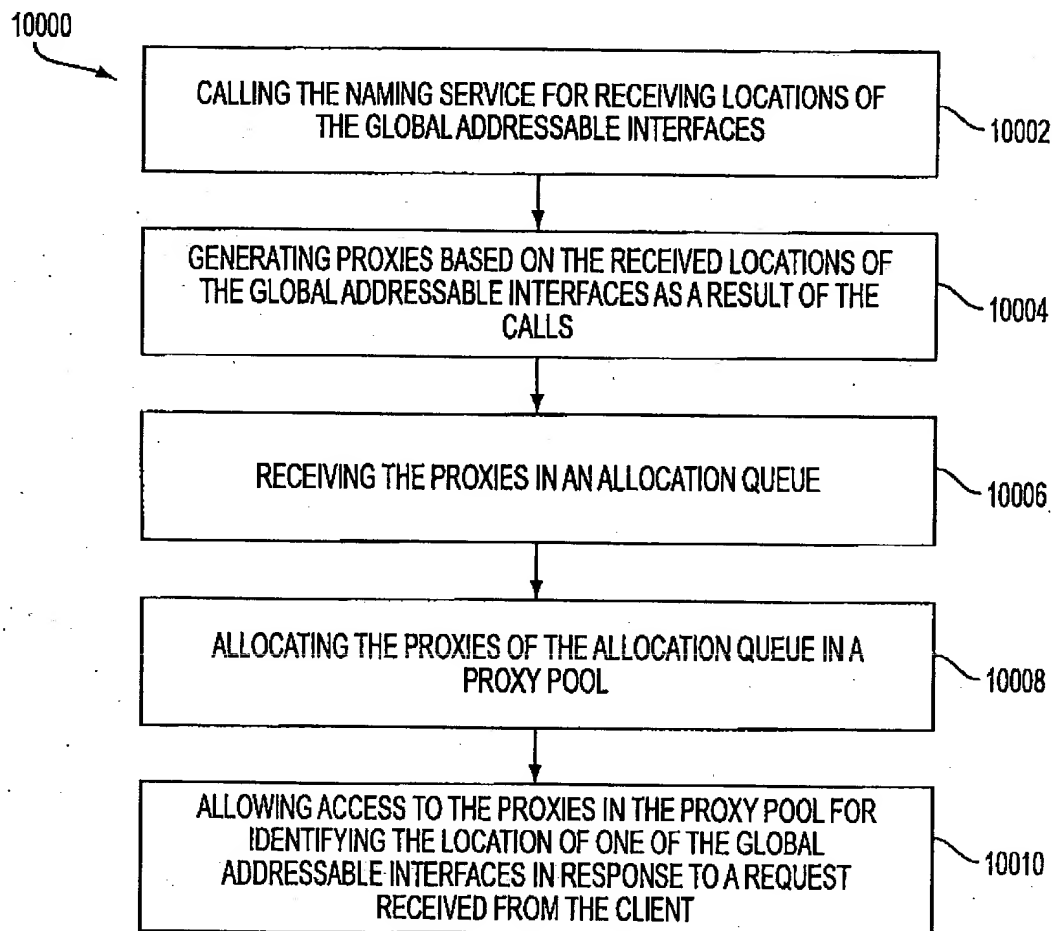 10000
CALLING THE NAMING SERVICE FOR RECEIVING LOCATIONS OF
THE GLOBAL ADDRESSABLE INTERFACES
10002
GENERATING PROXIES BASED ON THE RECEIVED LOCATIONS OF
THE GLOBAL ADDRESSABLE INTERFACES AS A RESULT OF THE
CALLS
10004
RECEIVING THE PROXIES IN AN ALLOCATION QUEUE
10006
ALLOCATING THE PROXIES OF THE ALLOCATION QUEUE IN A
PROXY POOL
10008
ALLOWING ACCESS TO THE PROXIES IN THE PROXY POOL FOR
IDENTIFYING THE LOCATION OF ONE OF THE GLOBAL
ADDRESSABLE INTERFACES IN RESPONSE TO A REQUEST
RECEIVED FROM THE CLIENT
10010